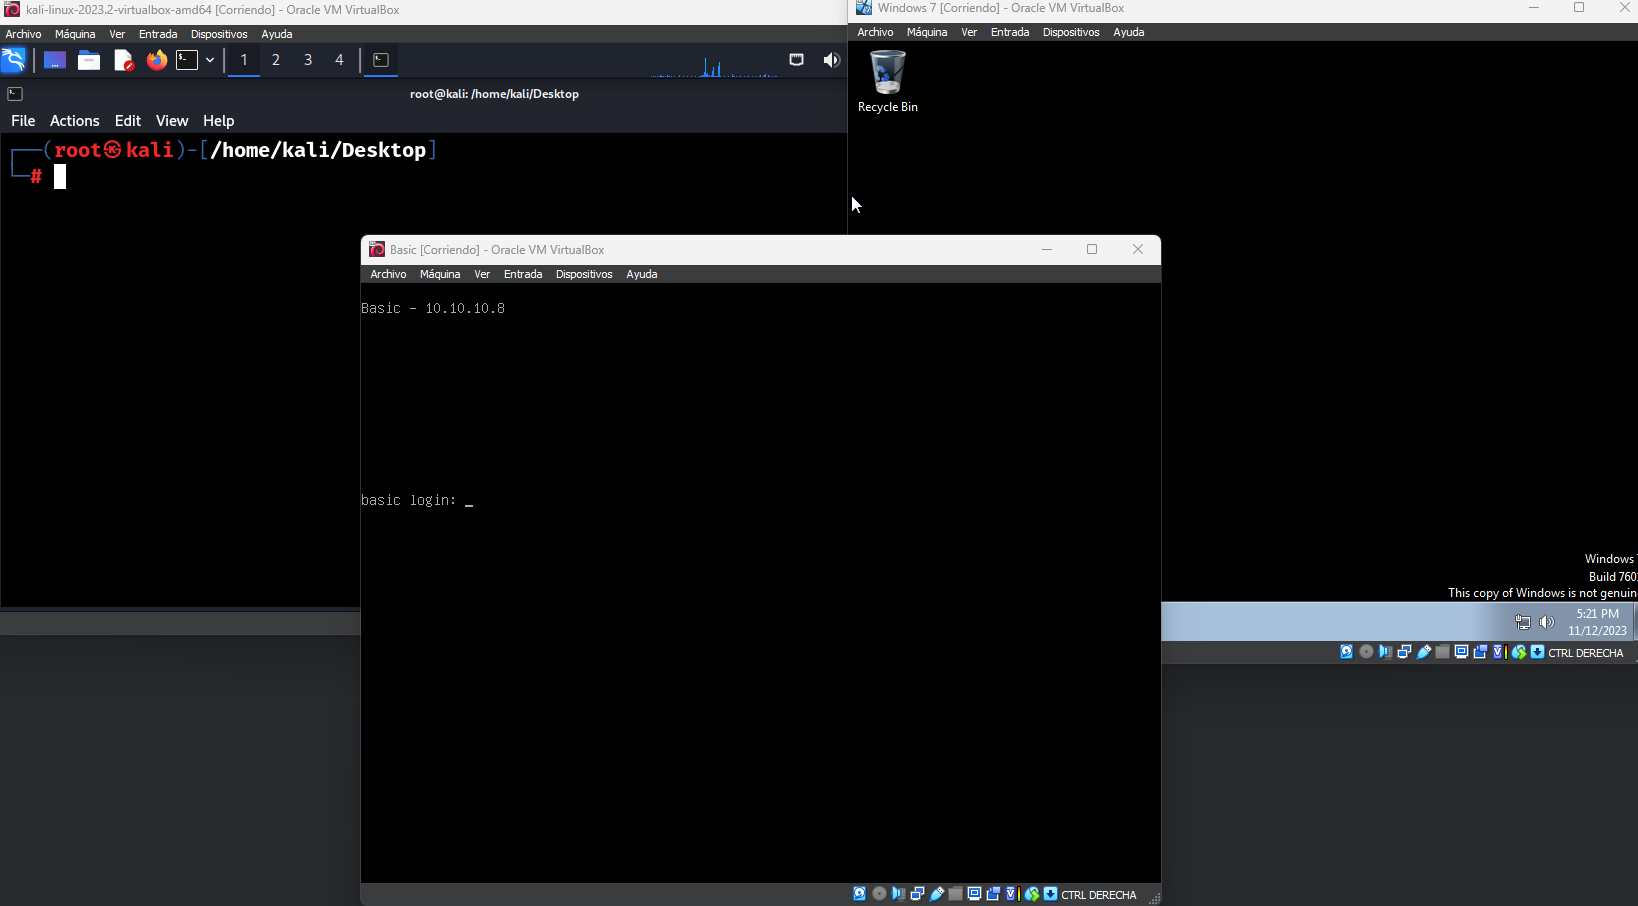 kali-linux-2023.2-virtualbox-amd64 [Corriendo] - Oracle VM VirtualBox
Archivo Máquina Ver Entrada Dispositivos Ayuda
1 2 3 4
root@kali: /home/kali/Desktop
File Actions Edit View Help
(root㉿kali)-[/home/kali/Desktop]
#
Windows 7 [Corriendo] - Oracle VM VirtualBox
Archivo Máquina Ver Entrada Dispositivos Ayuda
Recycle Bin
Windows
Build 760
This copy of Windows is not genuin
5:21 PM
11/12/2023
CTRL DERECHA
Basic [Corriendo] - Oracle VM VirtualBox
Archivo Máquina Ver Entrada Dispositivos Ayuda
Basic - 10.10.10.8
basic login: _
CTRL DERECHA